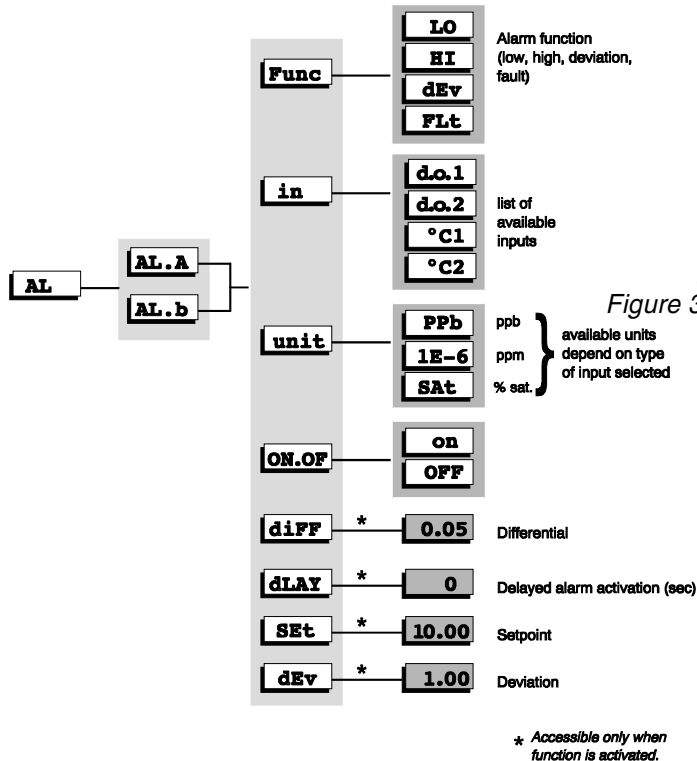 AL
AL.A
AL.b
Func
LO
HI
dEv
FLt
Alarm function
(low, high, deviation,
fault)
in
d.o.1
d.o.2
°C1
°C2
list of
available
inputs
unit
PPb
ppb
1E-6
ppm
SAt
% sat.
}
available units
depend on type
of input selected
Figure 3
ON.OF
on
OFF
diFF
*
0.05
Differential
dLAY
*
0
Delayed alarm activation (sec)
SEt
*
10.00
Setpoint
dEv
*
1.00
Deviation
* Accessible only when
function is activated.